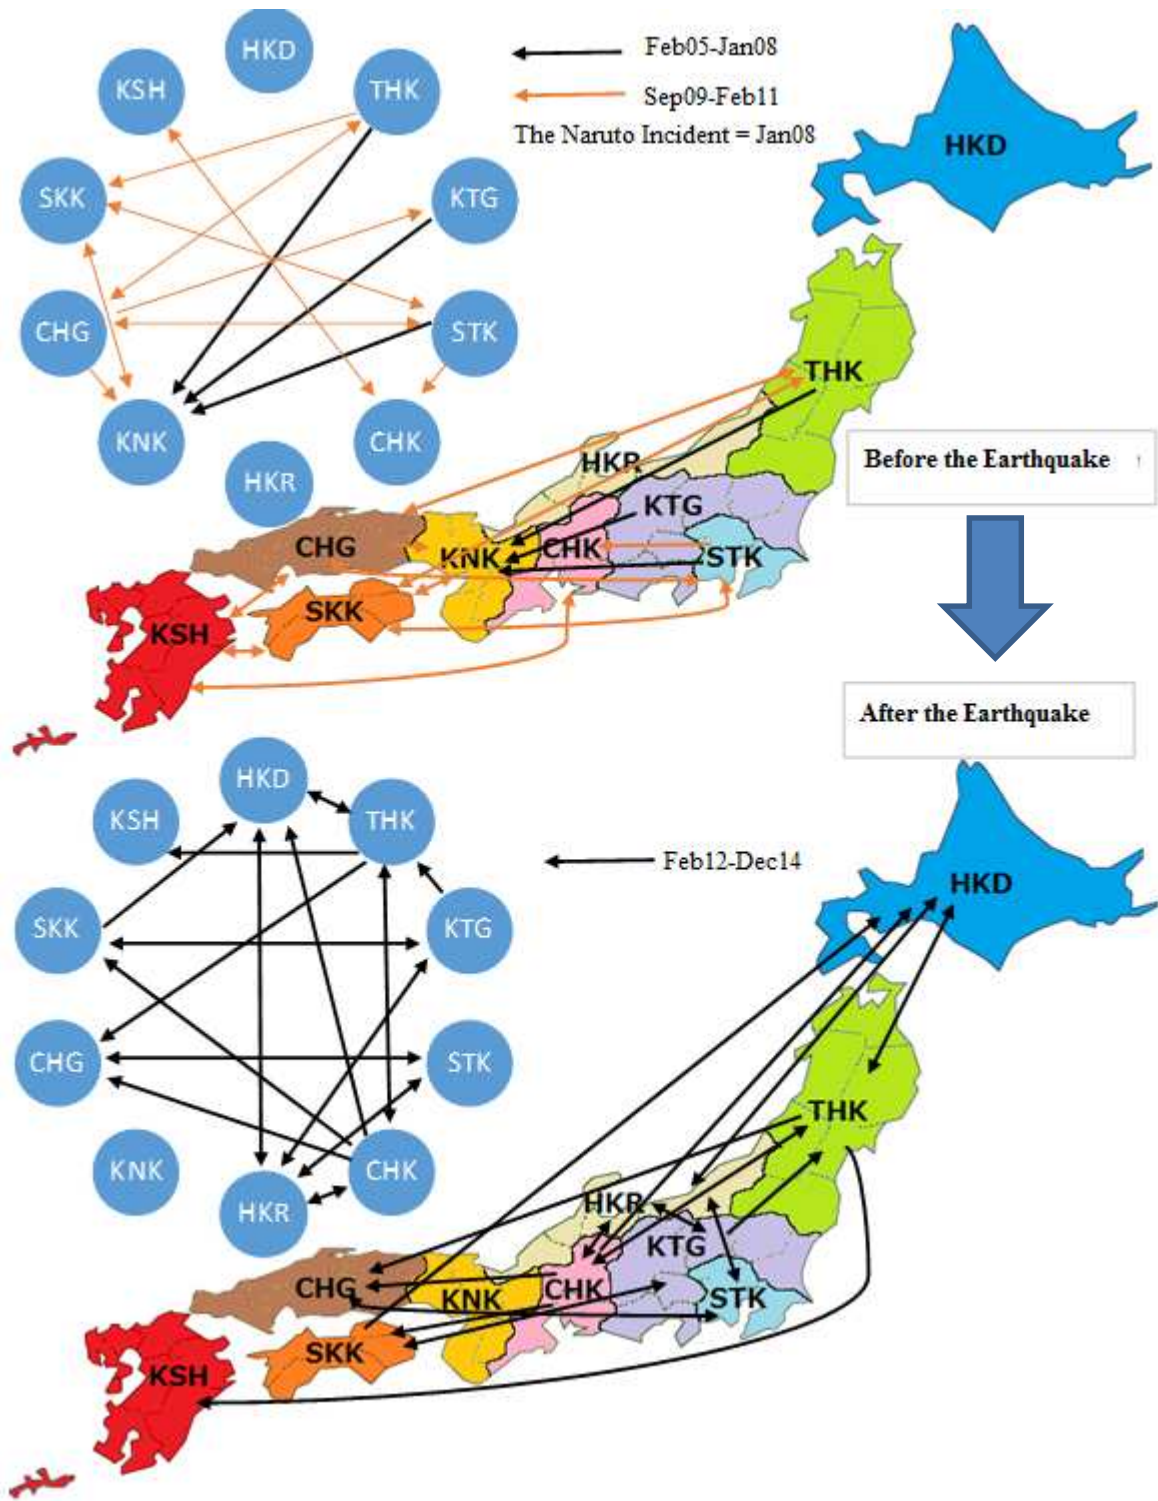 HKD
KSH
THK
SKK
KTG
CHG
STK
KNK
CHK
HKR
Feb05-Jan08
Sep09-Feb11
The Naruto Incident = Jan08
HKD
THK
HKR
KTG
CHG
KNK
CHK
STK
SKK
KSH
Before the Earthquake
After the Earthquake
HKD
KSH
THK
SKK
KTG
CHG
STK
KNK
CHK
HKR
Feb12-Dec14
HKD
THK
HKR
KTG
CHG
KNK
CHK
STK
SKK
KSH